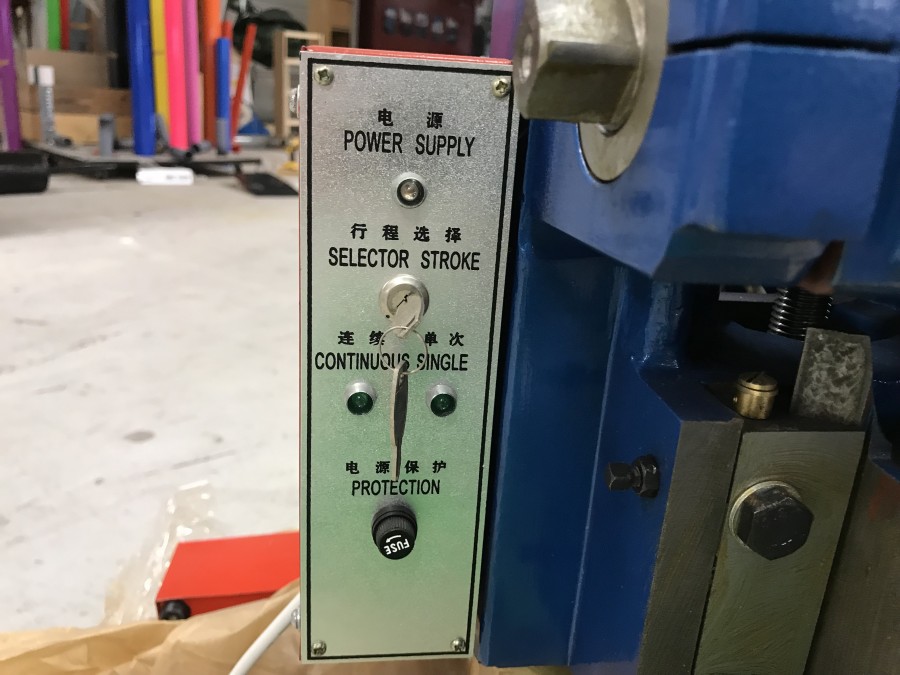 电 源
POWER SUPPLY
行 程 选 择
SELECTOR STROKE
连 续 单 次
CONTINUOUS SINGLE
电 源 保 护
PROTECTION
FUSE